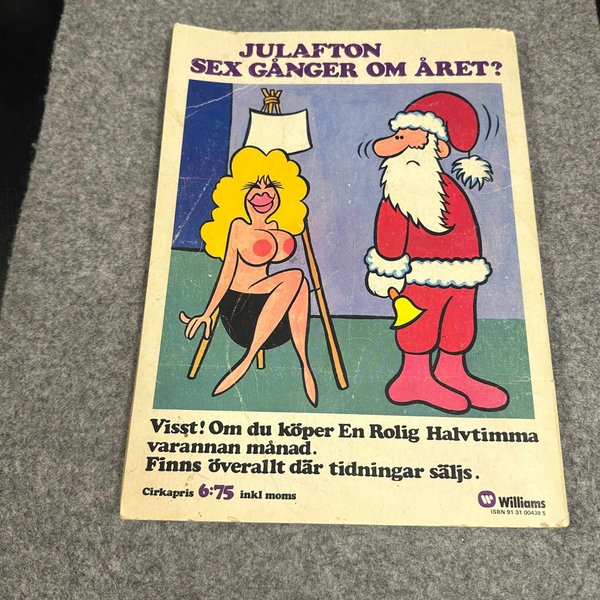 JULAFTON
SEX GÅNGER OM ÅRET?
Visst! Om du köper En Rolig Halvtimma
varannan månad.
Finns överallt där tidningar säljs.
Cirkapris 6:75 inkl moms
W Williams
ISBN 91 31 00438 5